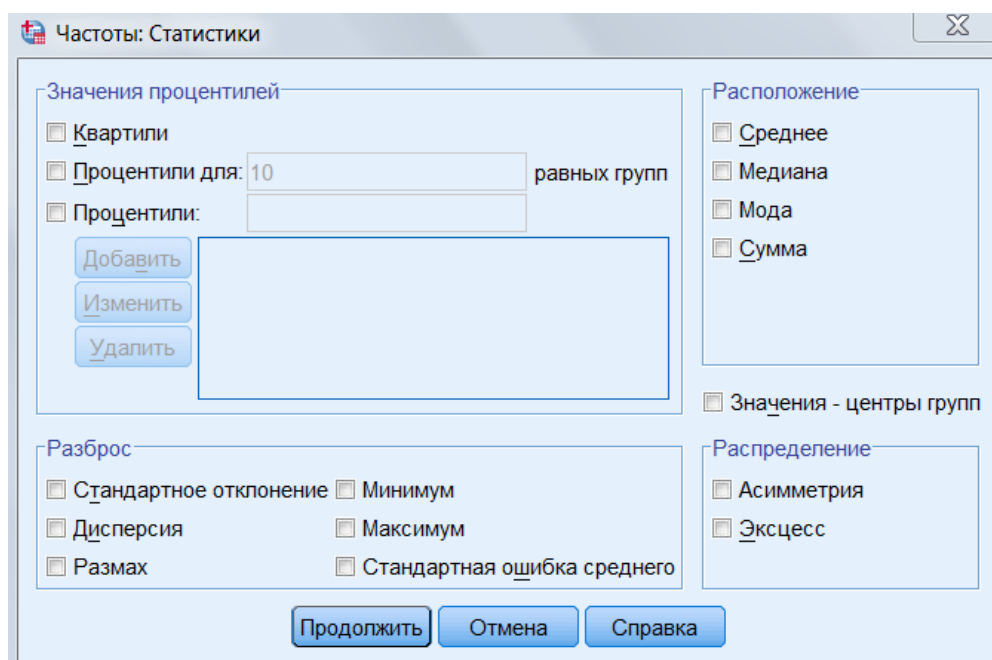 Частоты: Статистики
Значения процентилей
Квартили
Процентили для: 10 равных групп
Процентили:
Добавить
Изменить
Удалить
Расположение
Среднее
Медиана
Мода
Сумма
Значения - центры групп
Разброс
Стандартное отклонение Минимум
Дисперсия Максимум
Размах Стандартная ошибка среднего
Распределение
Асимметрия
Эксцесс
Продолжить Отмена Справка